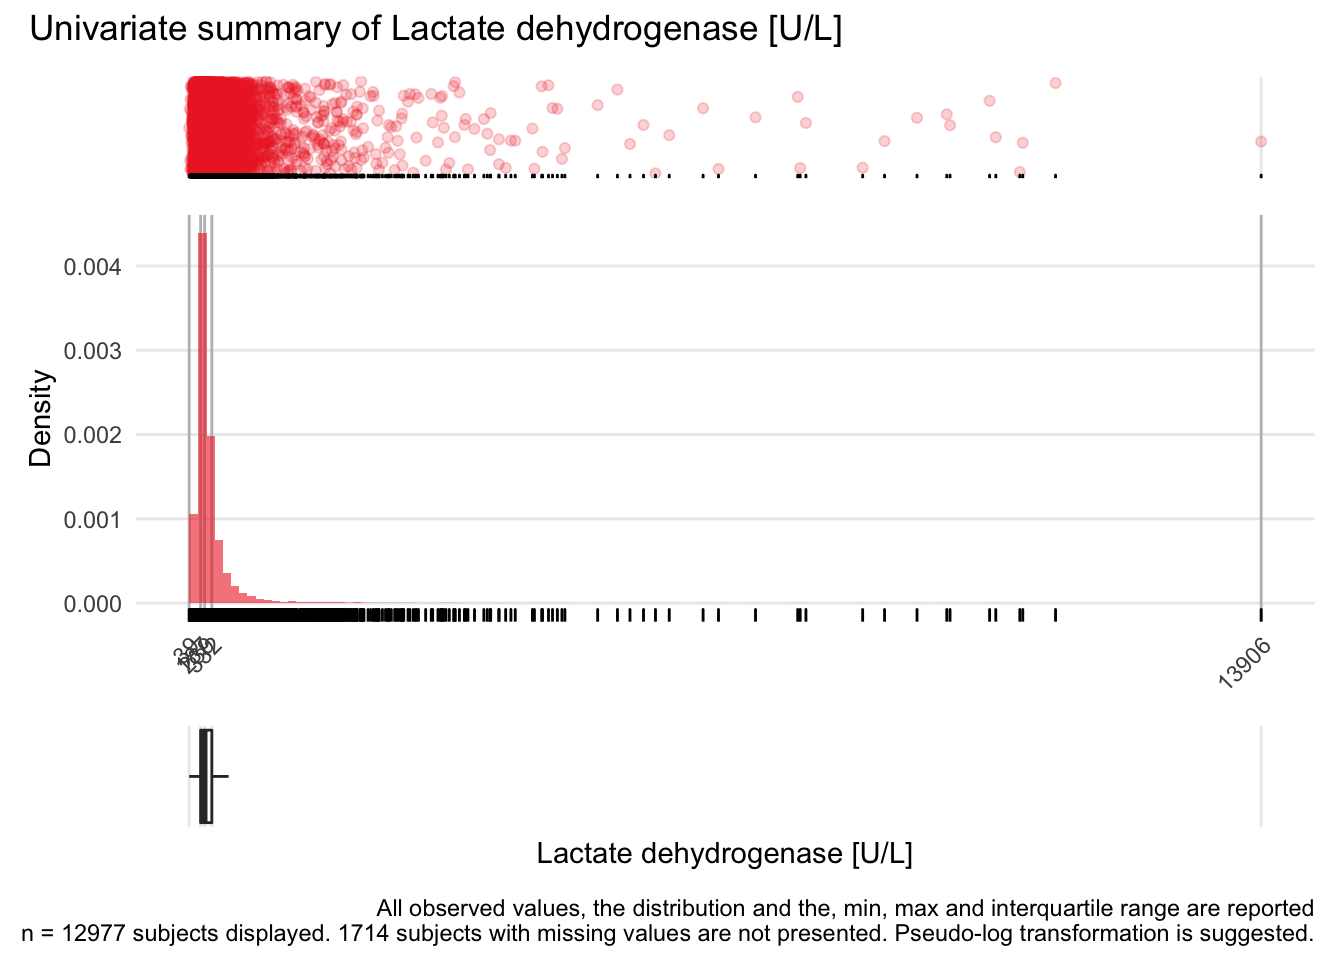 Univariate summary of Lactate dehydrogenase [U/L]
0.004
0.003
0.002
0.001
0.000
Density
13906
Lactate dehydrogenase [U/L]
All observed values, the distribution and the, min, max and interquartile range are reported
n = 12977 subjects displayed. 1714 subjects with missing values are not presented. Pseudo-log transformation is suggested.